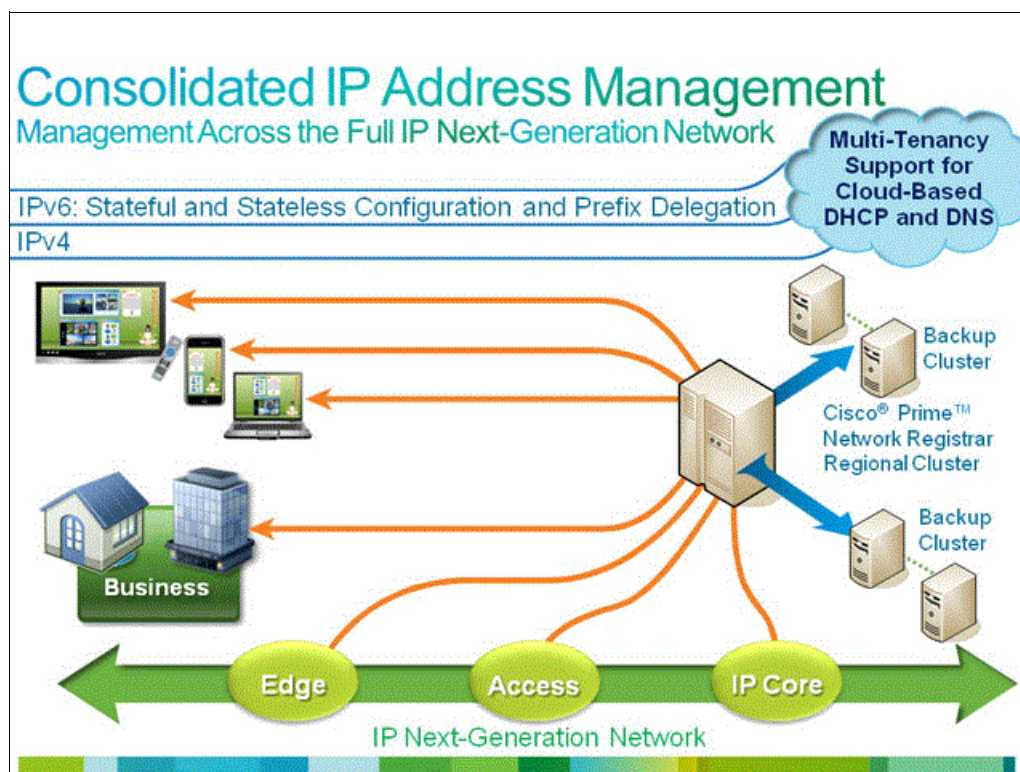 Consolidated IP Address Management
Management Across the Full IP Next-Generation Network
Multi-Tenancy
Support for
Cloud-Based
DHCP and DNS
IPv6: Stateful and Stateless Configuration and Prefix Delegation
IPv4
Backup
Cluster
Cisco® Prime™
Network Registrar
Regional Cluster
Backup
Cluster
Business
Edge
Access
IP Core
IP Next-Generation Network